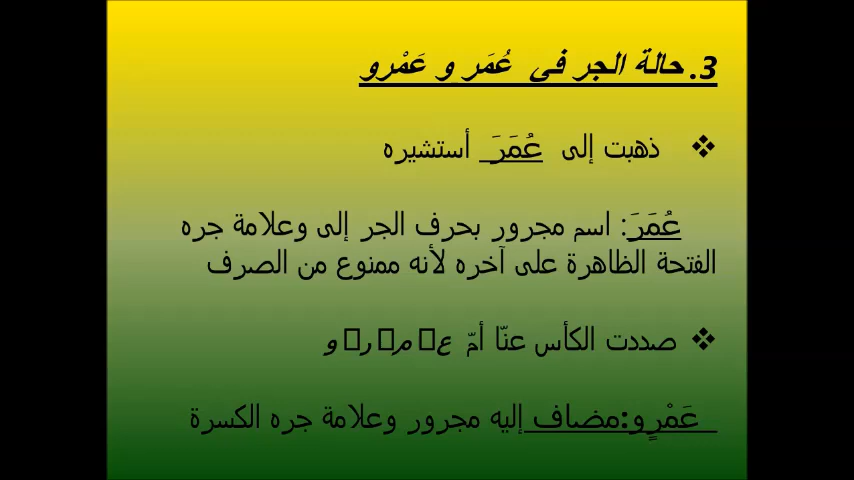 3. حالة الجر في عُمَر و عَمْرو
❖ ذهبت إلى عُمَرَ أستشيره
عُمَرَ: اسم مجرور بحرف الجر إلى وعلامة جره
الفتحة الظاهرة على آخره لأنه ممنوع من الصرف
❖ صددت الكأس عنّا أمّ ع▯م▯ر▯و
عَمْرٍو:مضاف إليه مجرور وعلامة جره الكسرة